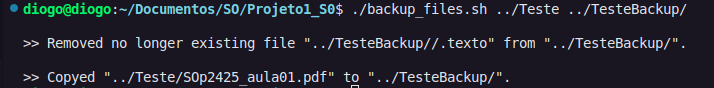 diogo@diogo:~/Documentos/SO/Projeto1_S0$ ./backup_files.sh ../Teste ../TesteBackup/
>> Removed no longer existing file "../TesteBackup//.texto" from "../TesteBackup/".
>> Copyed "../Teste/SOp2425_aula01.pdf" to "../TesteBackup/".